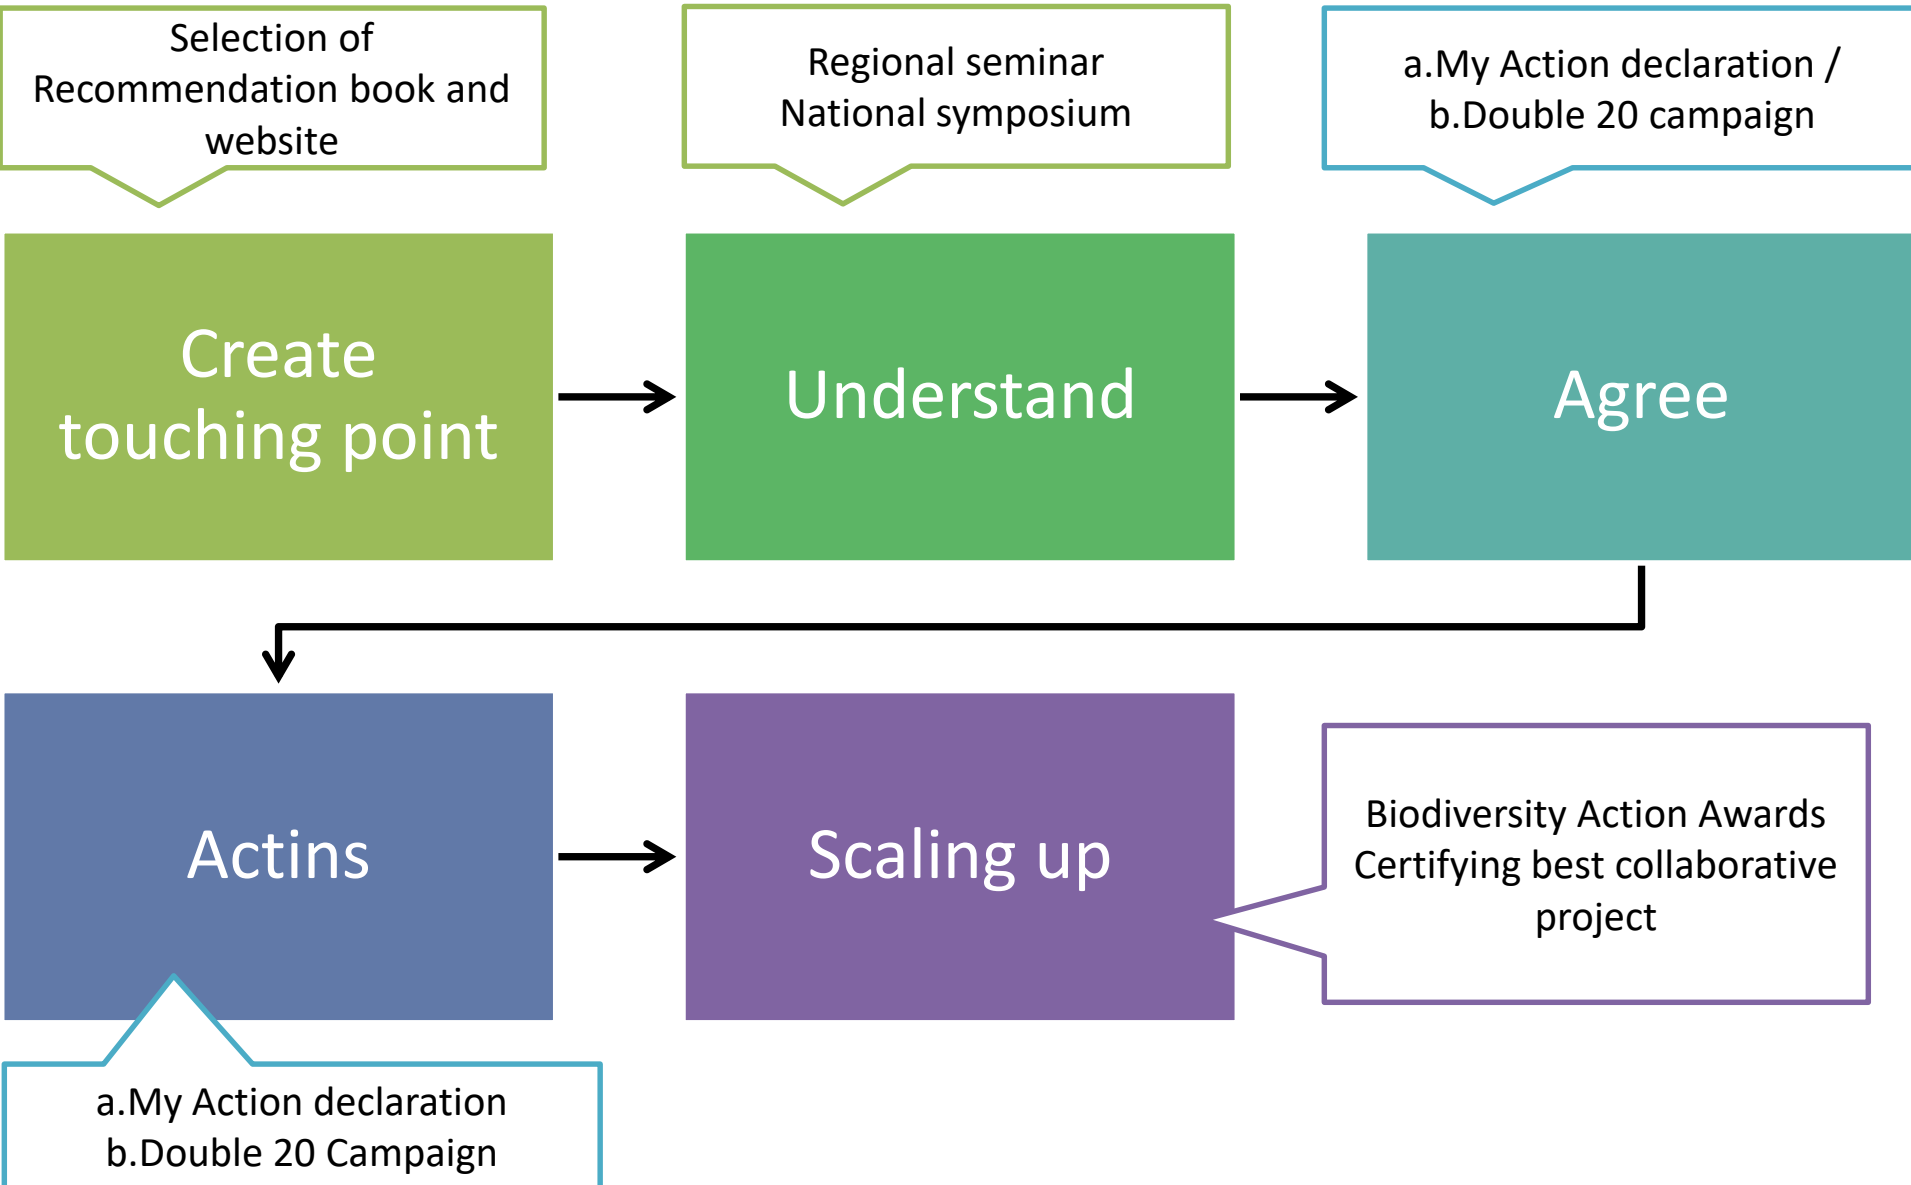 Selection of
Recommendation book and
website
Regional seminar
National symposium
a.My Action declaration /
b.Double 20 campaign
Create
touching point
Understand
Agree
Actins
Scaling up
Biodiversity Action Awards
Certifying best collaborative
project
a.My Action declaration
b.Double 20 Campaign